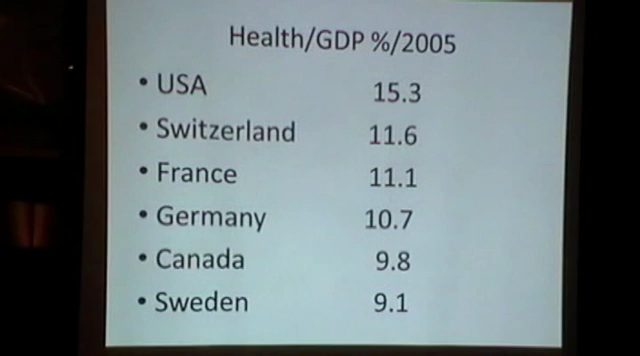 Health/GDP %/2005
• USA 15.3
• Switzerland 11.6
• France 11.1
• Germany 10.7
• Canada 9.8
• Sweden 9.1